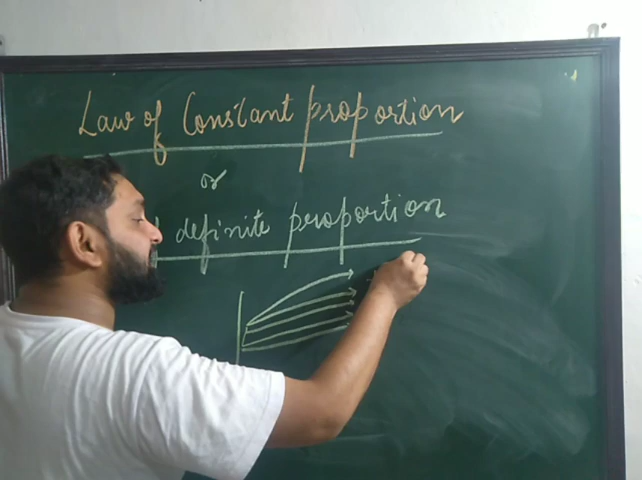 Law of Constant proportion
or
definite proportion